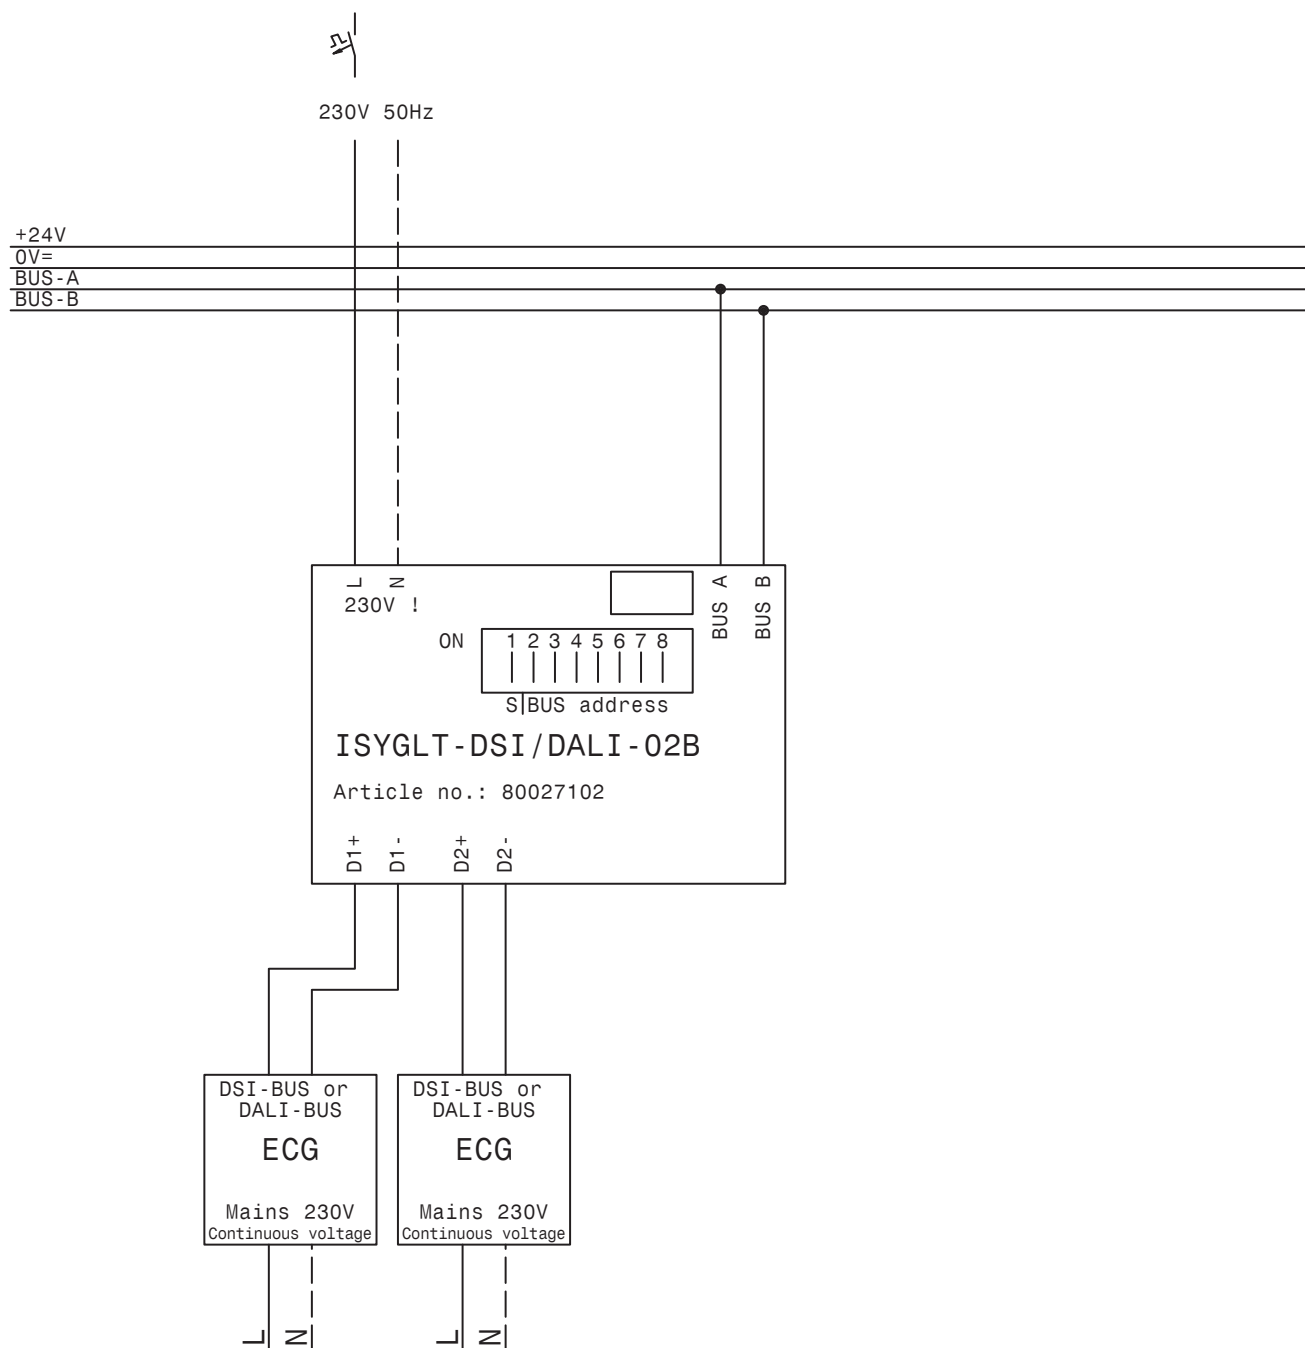 230V 50Hz
+24V
0V=
BUS-A
BUS-B
L N BUS A BUS B
230V !
ON 1 2 3 4 5 6 7 8
S|BUS address
ISYGLT-DSI/DALI-02B
Article no.: 80027102
D1+ D1- D2+ D2-
DSI-BUS or
DALI-BUS
ECG
Mains 230V
Continuous voltage
L N
DSI-BUS or
DALI-BUS
ECG
Mains 230V
Continuous voltage
L N